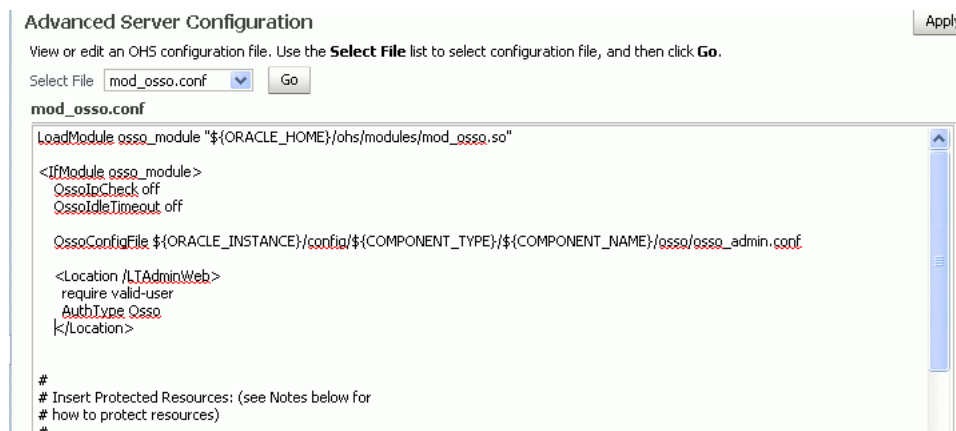 Advanced Server Configuration
Apply
View or edit an OHS configuration file. Use the Select File list to select configuration file, and then click Go.
Select File mod_osso.conf Go
mod_osso.conf
LoadModule osso_module "${ORACLE_HOME}/ohs/modules/mod_osso.so"
<IfModule osso_module>
OssoIpCheck off
OssoIdleTimeout off
OssoConfigFile ${ORACLE_INSTANCE}/config/${COMPONENT_TYPE}/${COMPONENT_NAME}/osso/osso_admin.conf
<Location /LTAdminWeb>
require valid-user
AuthType Osso
</Location>
#
# Insert Protected Resources: (see Notes below for
# how to protect resources)
#